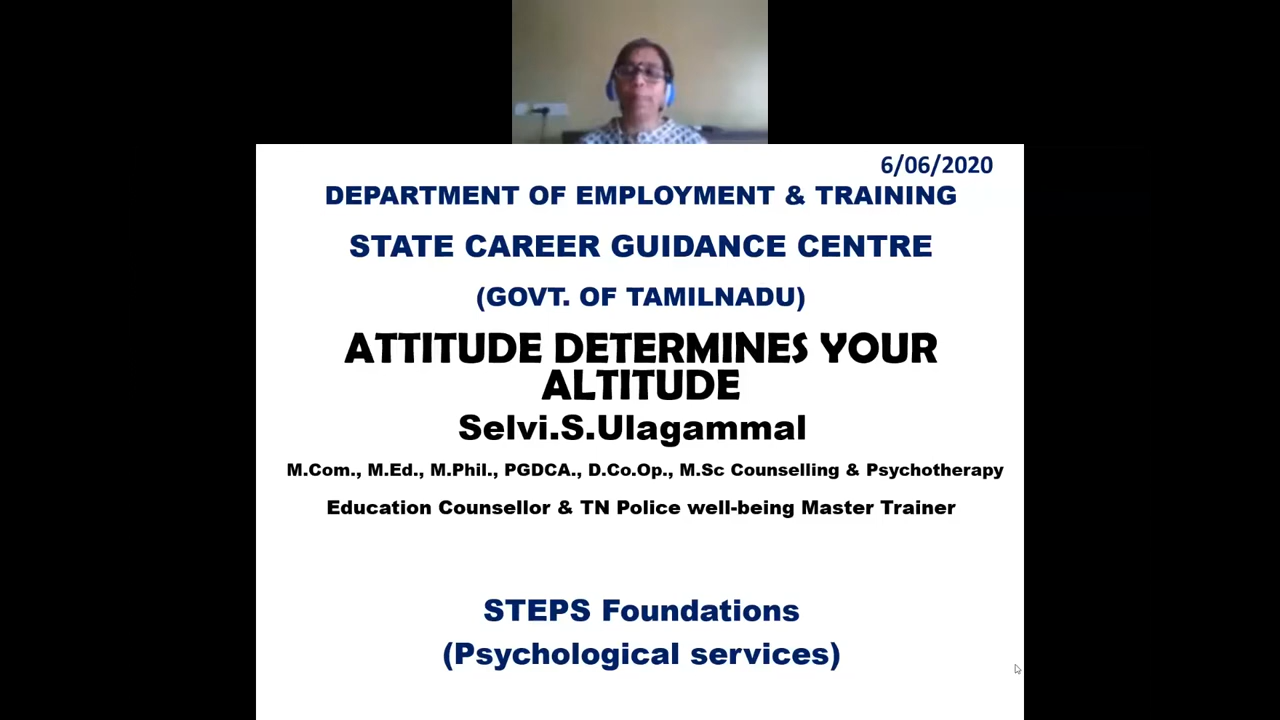 6/06/2020
DEPARTMENT OF EMPLOYMENT & TRAINING
STATE CAREER GUIDANCE CENTRE
(GOVT. OF TAMILNADU)
ATTITUDE DETERMINES YOUR
ALTITUDE
Selvi.S.Ulagammal
M.Com., M.Ed., M.Phil., PGDCA., D.Co.Op., M.Sc Counselling & Psychotherapy
Education Counsellor & TN Police well-being Master Trainer
STEPS Foundations
(Psychological services)